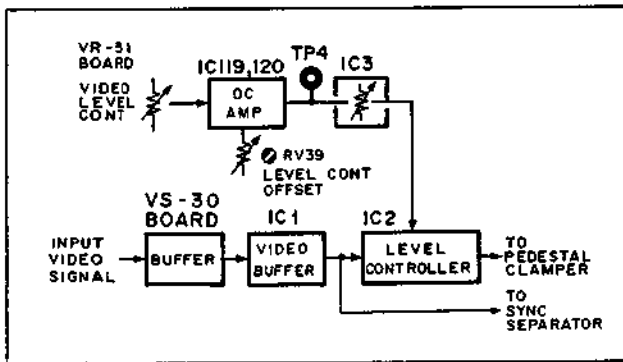 VR-31
BOARD
VIDEO
LEVEL
CONT
IC119,120
DC
AMP
TP4
IC3
RV39
LEVEL CONT
OFFSET
VS-30
BOARD
IC1
IC2
INPUT
VIDEO
SIGNAL
BUFFER
VIDEO
BUFFER
LEVEL
CONTROLLER
TO
PEDESTAL
CLAMPER
TO
SYNC
SEPARATOR